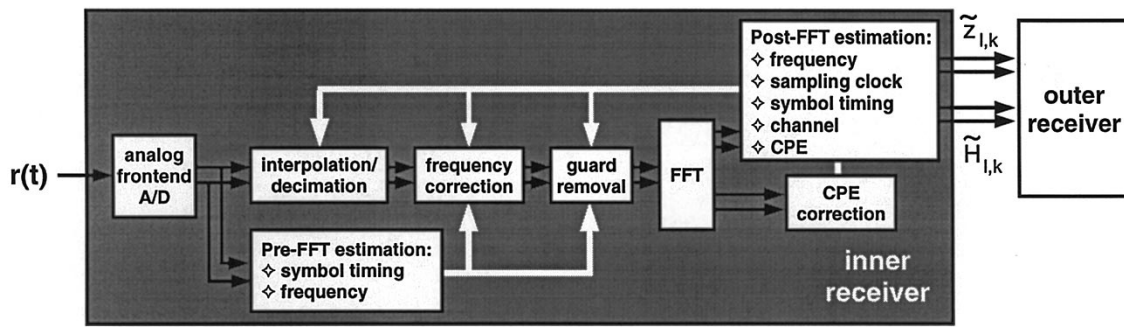 r(t)
analog
frontend
A/D
interpolation/
decimation
frequency
correction
guard
removal
FFT
Post-FFT estimation:
✧ frequency
✧ sampling clock
✧ symbol timing
✧ channel
✧ CPE
CPE
correction
Pre-FFT estimation:
✧ symbol timing
✧ frequency
inner
receiver
z̃l,k
H̃l,k
outer
receiver